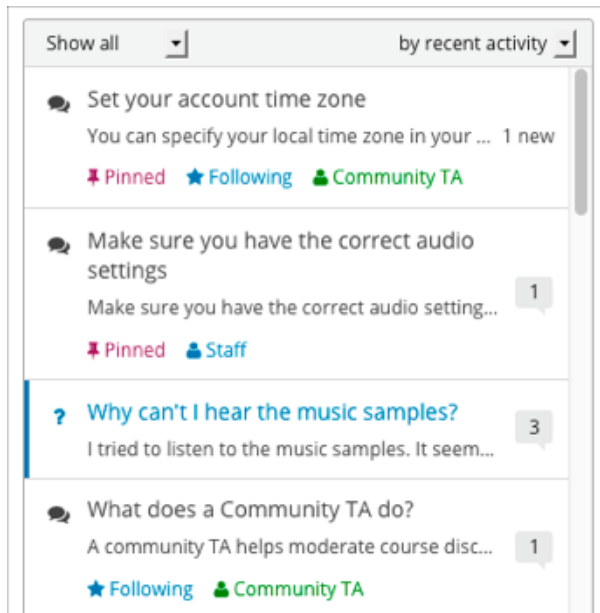 Show all by recent activity
Set your account time zone
You can specify your local time zone in your ... 1 new
Pinned Following Community TA
Make sure you have the correct audio
settings
1
Make sure you have the correct audio setting...
Pinned Staff
? Why can't I hear the music samples?
3
I tried to listen to the music samples. It seem...
What does a Community TA do?
A community TA helps moderate course disc... 1
Following Community TA